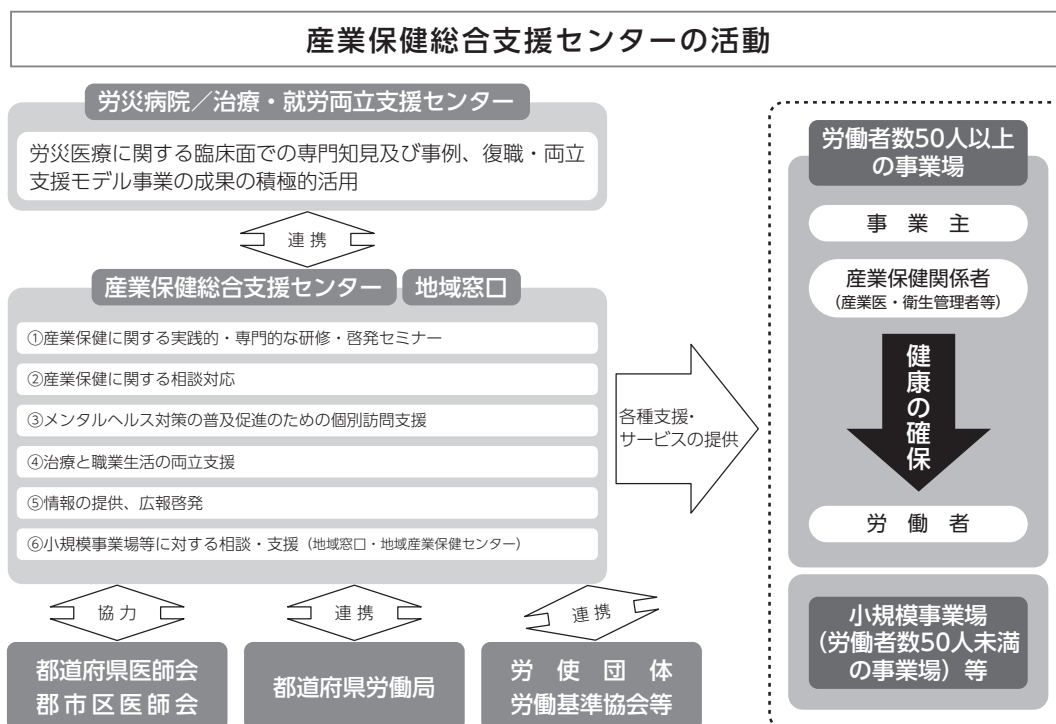 産業保健総合支援センターの活動
労災病院／治療・就労両立支援センター
労災医療に関する臨床面での専門知見及び事例、復職・両立
支援モデル事業の成果の積極的活用
連 携
産業保健総合支援センター
地域窓口
①産業保健に関する実践的・専門的な研修・啓発セミナー
②産業保健に関する相談対応
③メンタルヘルス対策の普及促進のための個別訪問支援
④治療と職業生活の両立支援
⑤情報の提供、広報啓発
⑥小規模事業場等に対する相談・支援（地域窓口・地域産業保健センター）
協 力
連 携
連 携
都道府県医師会
郡市区医師会
都道府県労働局
労 使 団 体
労働基準協会等
各種支援・
サービスの提供
労働者数50人以上
の事業場
事 業 主
産業保健関係者
（産業医・衛生管理者等）
健康の確保
労 働 者
小規模事業場
（労働者数50人未満
の事業場）等